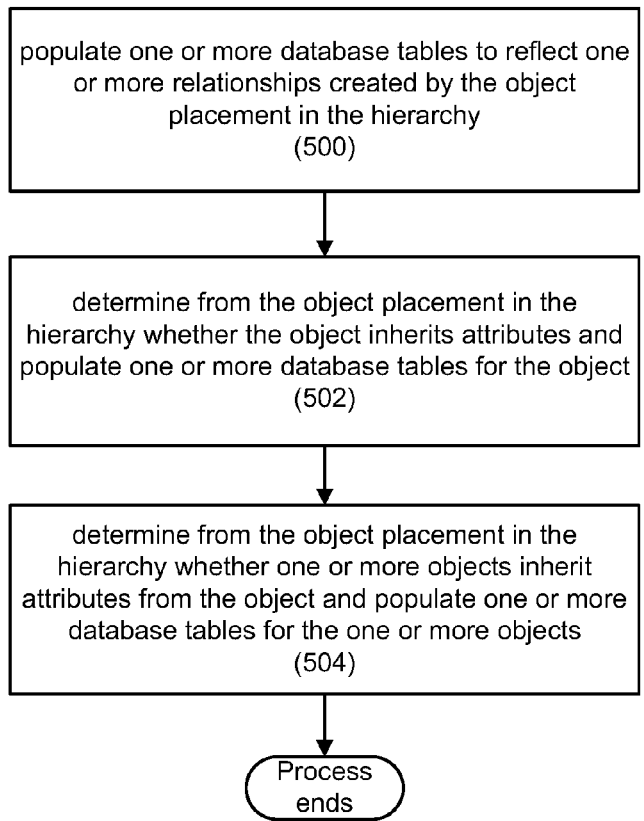 populate one or more database tables to reflect one
or more relationships created by the object
placement in the hierarchy
(500)
determine from the object placement in the
hierarchy whether the object inherits attributes and
populate one or more database tables for the object
(502)
determine from the object placement in the
hierarchy whether one or more objects inherit
attributes from the object and populate one or more
database tables for the one or more objects
(504)
Process
ends